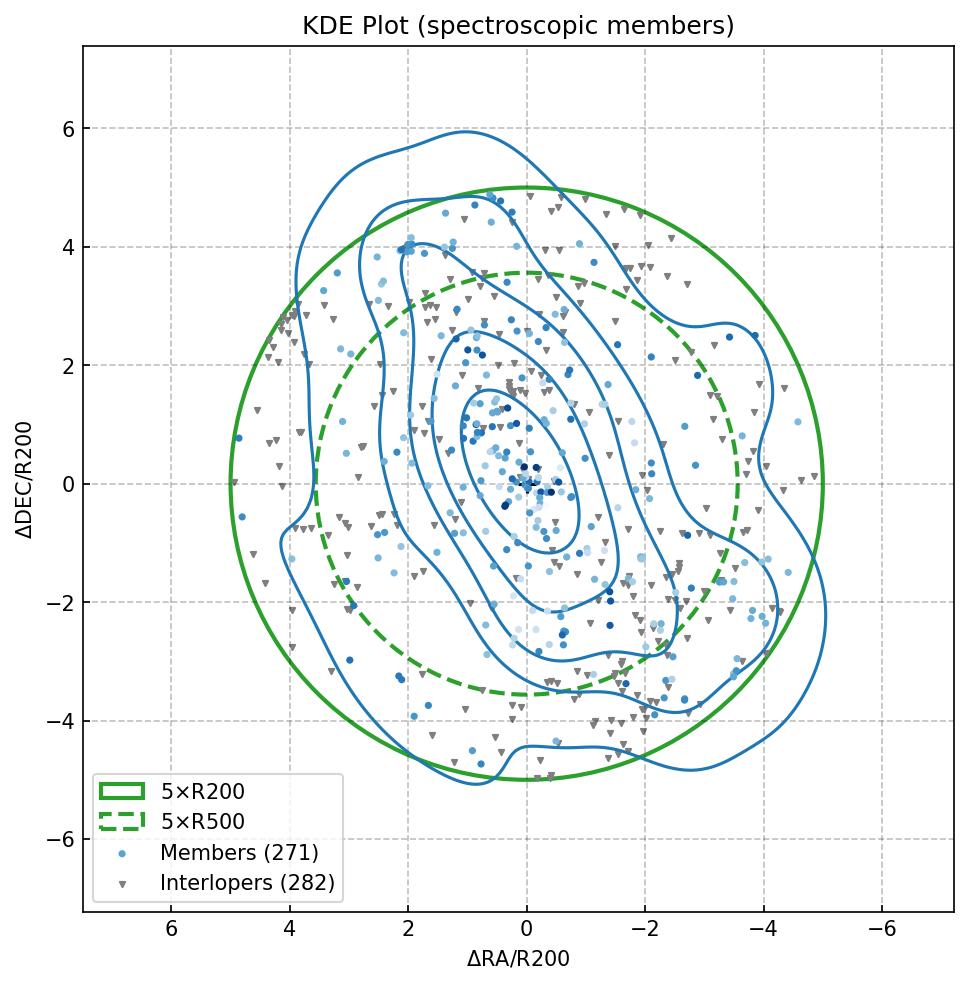 KDE Plot (spectroscopic members)
ΔDEC/R200
6
4
2
0
−2
−4
−6
5×R200
5×R500
Members (271)
Interlopers (282)
6 4 2 0 −2 −4 −6
ΔRA/R200